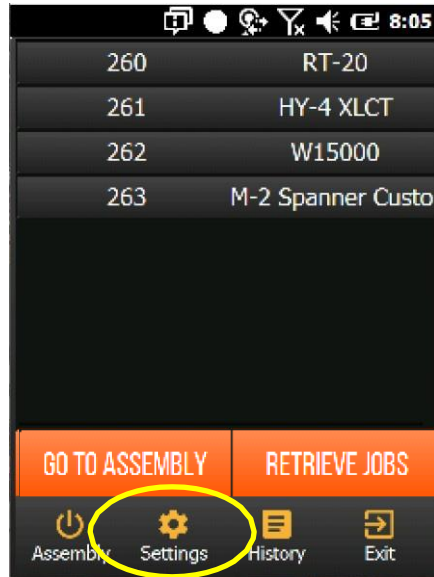 8:05
260 RT-20
261 HY-4 XLCT
262 W15000
263 M-2 Spanner Custo
GO TO ASSEMBLY RETRIEVE JOBS
Assembly Settings History Exit